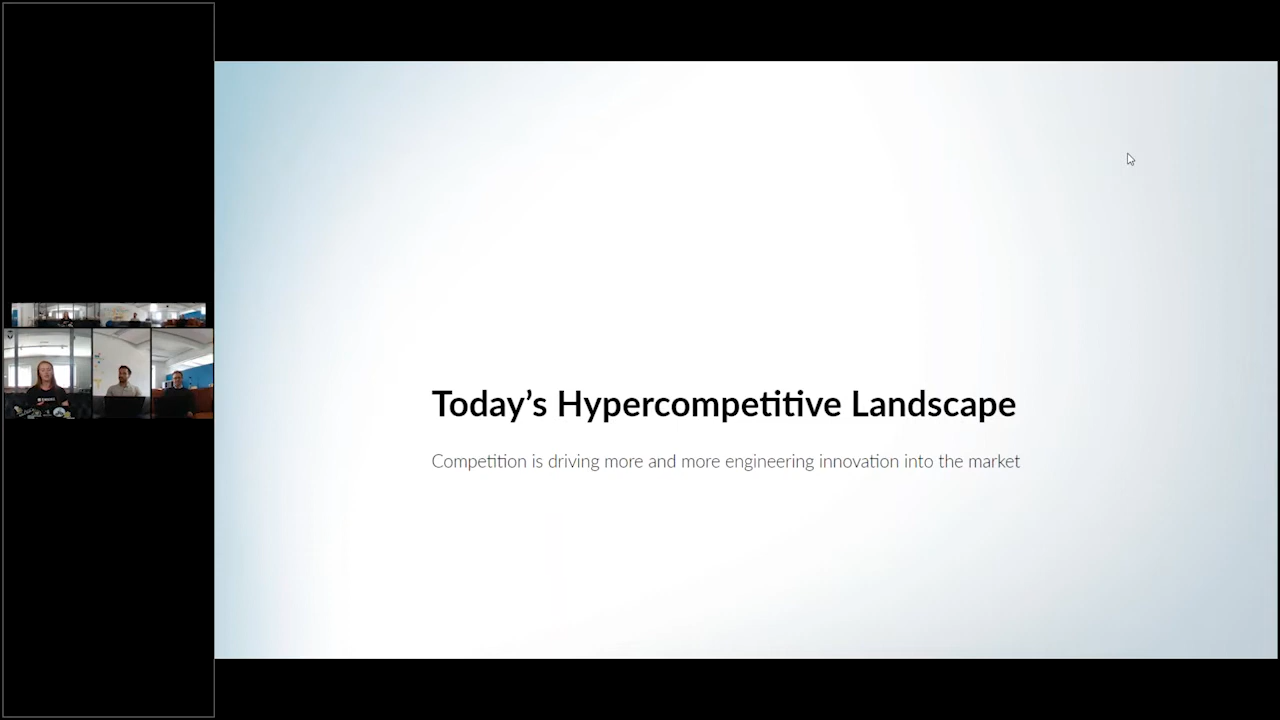 Today’s Hypercompetitive Landscape
Competition is driving more and more engineering innovation into the market